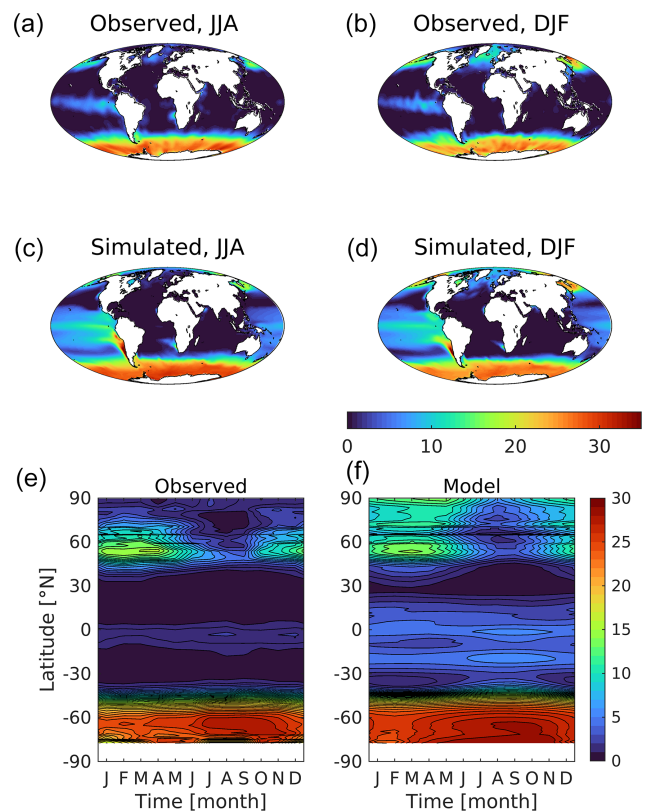 (a) Observed, JJA
(b) Observed, DJF
(c) Simulated, JJA
(d) Simulated, DJF
0 10 20 30
(e) Observed
(f) Model
90
60
30
0
-30
-60
-90
Latitude [°N]
J F M A M J J A S O N D
Time [month]
90
60
30
0
-30
-60
-90
J F M A M J J A S O N D
Time [month]
30
25
20
15
10
5
0